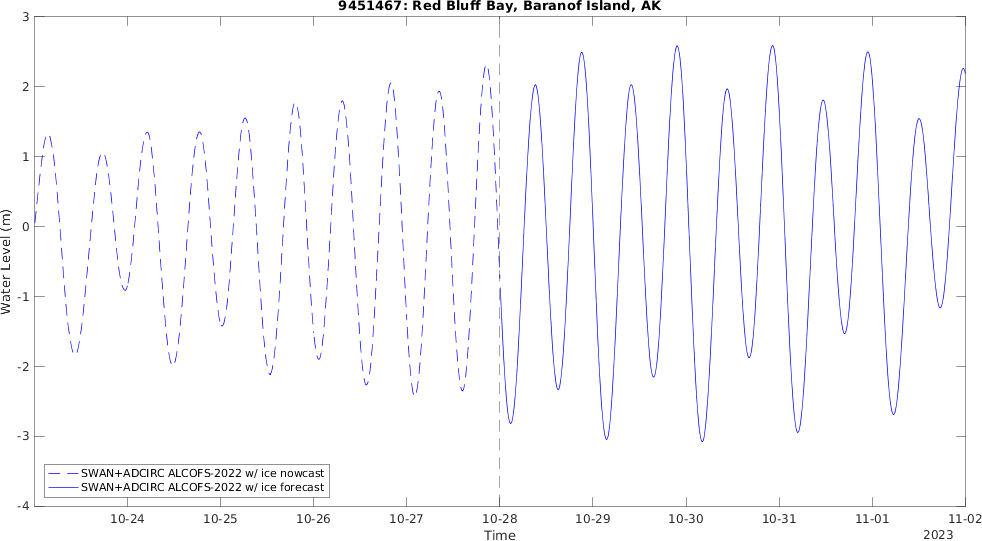 9451467: Red Bluff Bay, Baranof Island, AK
3
2
1
0
-1
-2
-3
-4
Water Level (m)
SWAN+ADCIRC ALCOFS-2022 w/ ice nowcast
SWAN+ADCIRC ALCOFS-2022 w/ ice forecast
10-24 10-25 10-26 10-27 10-28 10-29 10-30 10-31 11-01 11-02
Time
2023